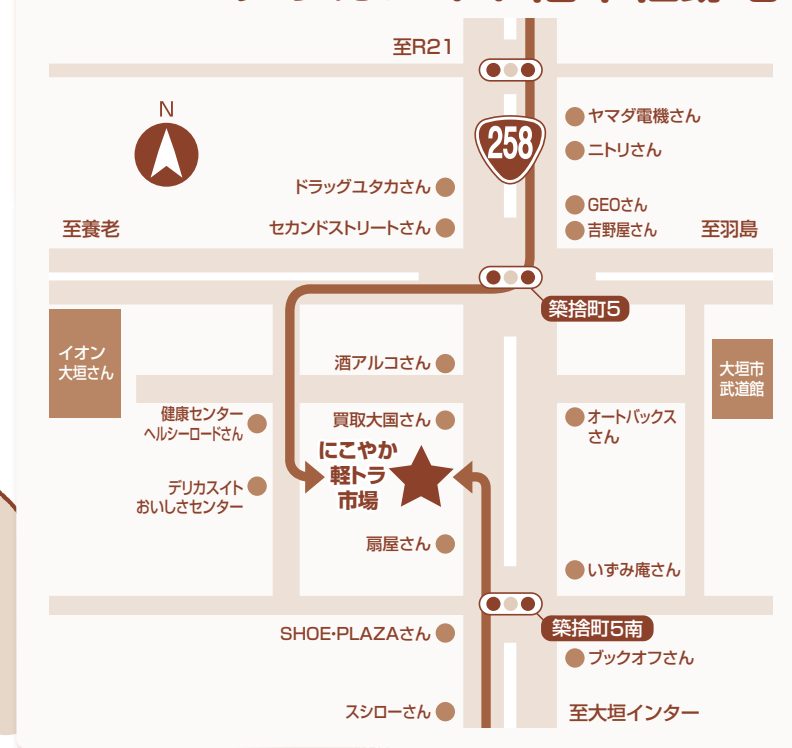 至R21
N
258
ヤマダ電機さん
ニトリさん
ドラッグユタカさん
GEOさん
至養老
セカンドストリートさん
吉野屋さん
至羽島
築捨町5
イオン
大垣さん
酒アルコさん
大垣市
武道館
健康センター
ヘルシーロードさん
買取大国さん
オートバックス
さん
にこやか
軽トラ
市場
デリカスイト
おいしさセンター
扇屋さん
いずみ庵さん
築捨町5南
SHOE・PLAZAさん
ブックオフさん
スシローさん
至大垣インター